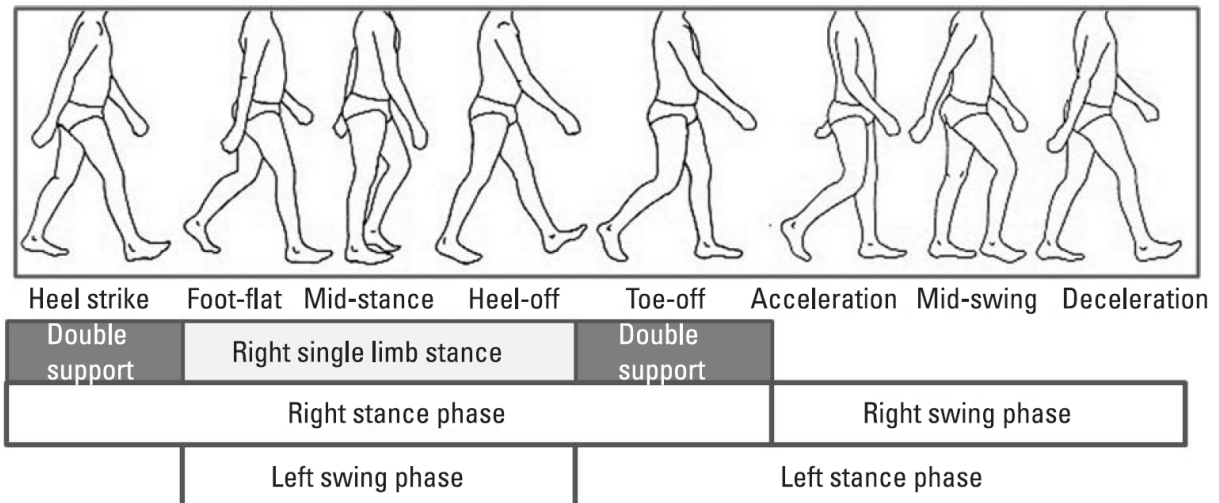 Heel strike Foot-flat Mid-stance Heel-off Toe-off Acceleration Mid-swing Deceleration
Double support Right single limb stance Double support
Right stance phase Right swing phase
Left swing phase Left stance phase